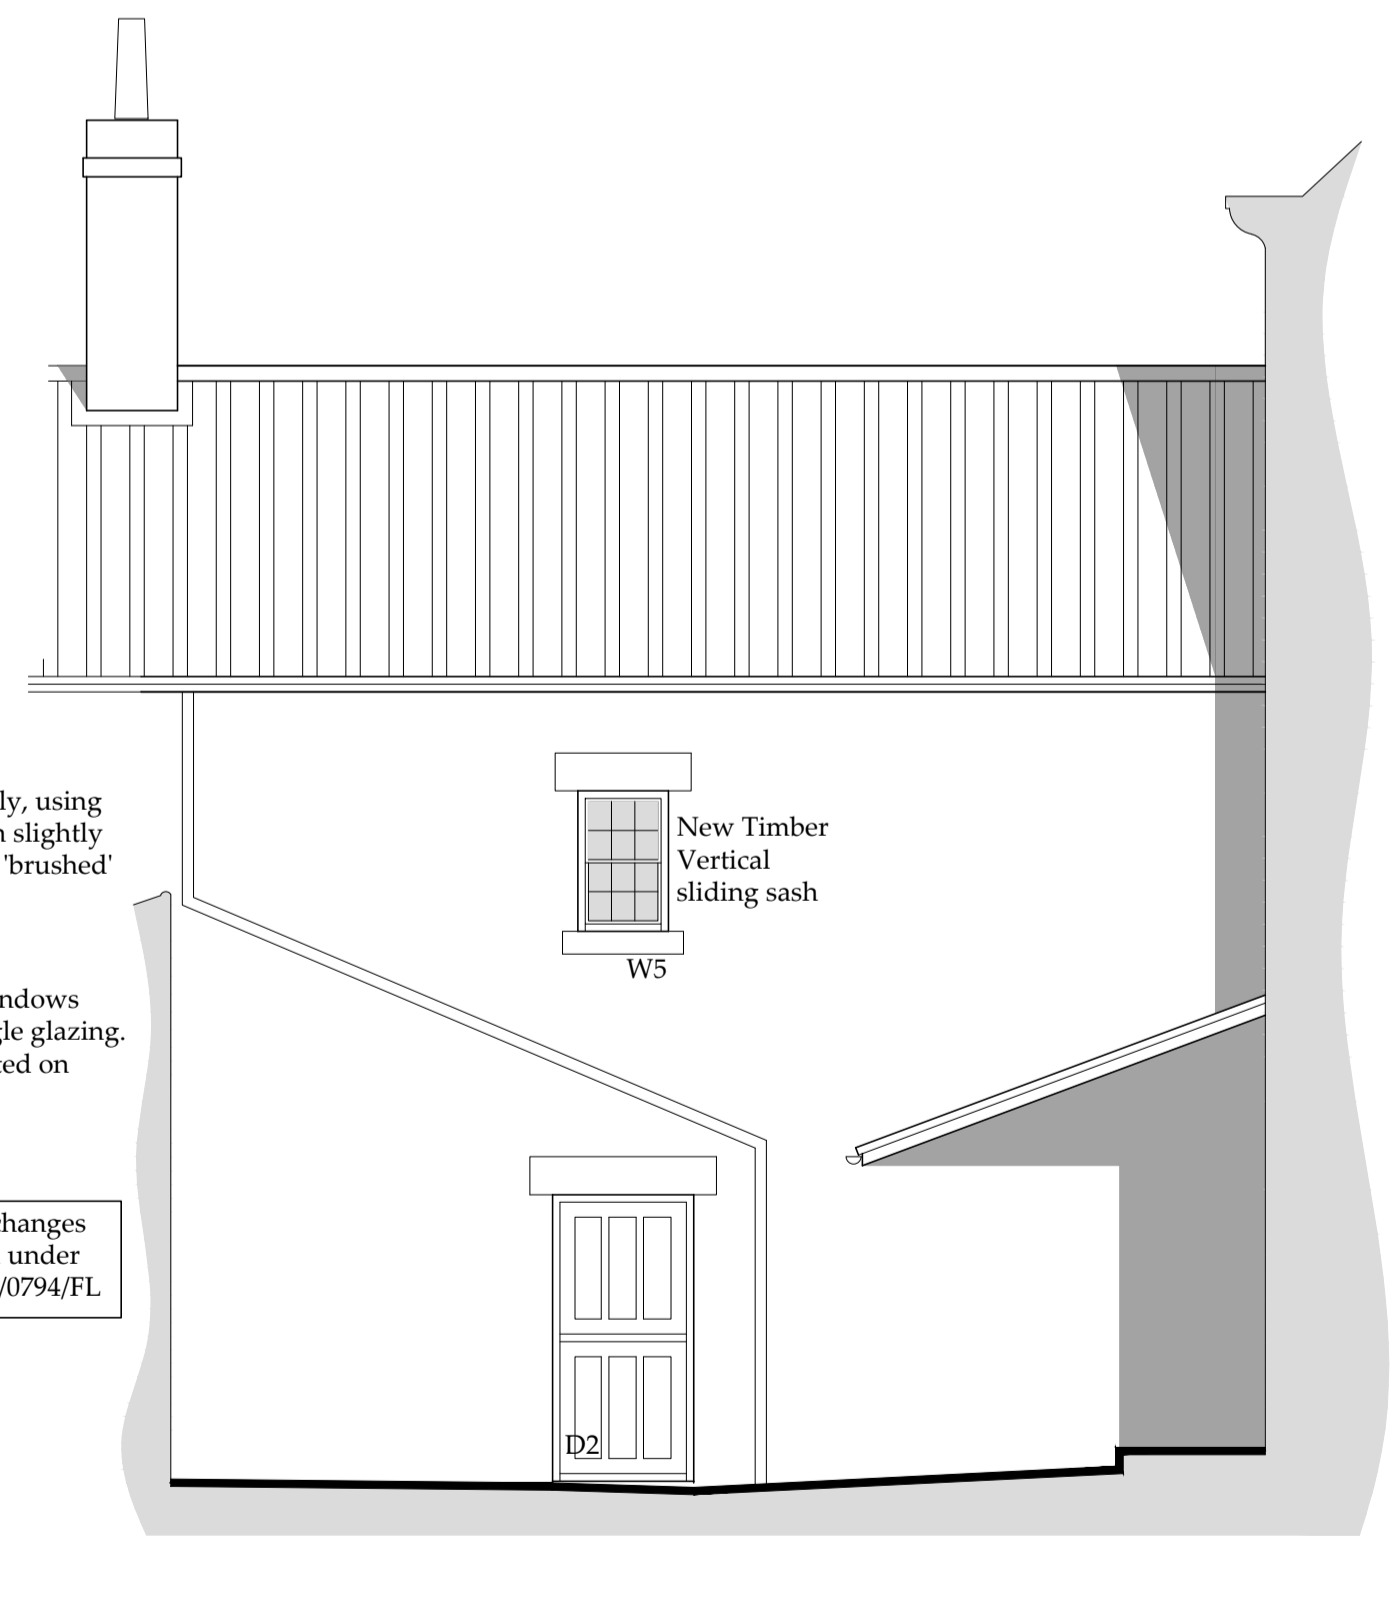 ly, using
slightly
'brushed'
New Timber
Vertical
sliding sash
W5
ndows
gle glazing.
ted on
changes
under
/0794/FL
D2